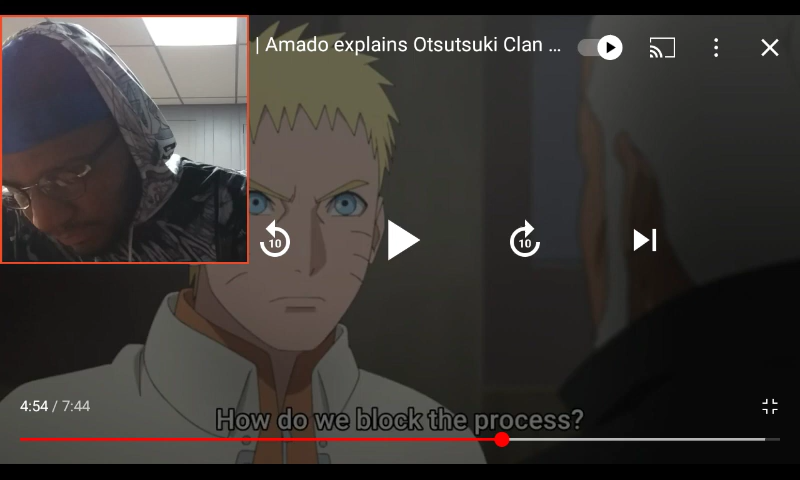 | Amado explains Otsutsuki Clan ...
10
10
4:54 / 7:44
How do we block the process?